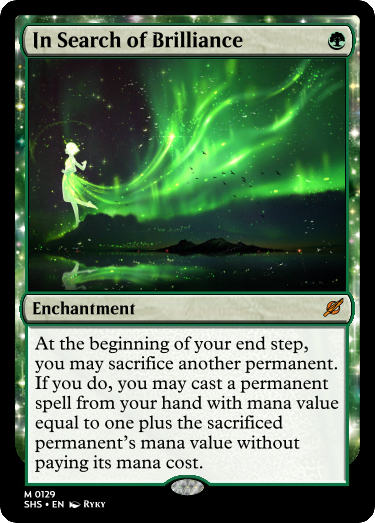 In Search of Brilliance
Enchantment
At the beginning of your end step,
you may sacrifice another permanent.
If you do, you may cast a permanent
spell from your hand with mana value
equal to one plus the sacrificed
permanent’s mana value without
paying its mana cost.
M 0129
SHS • EN Ryky